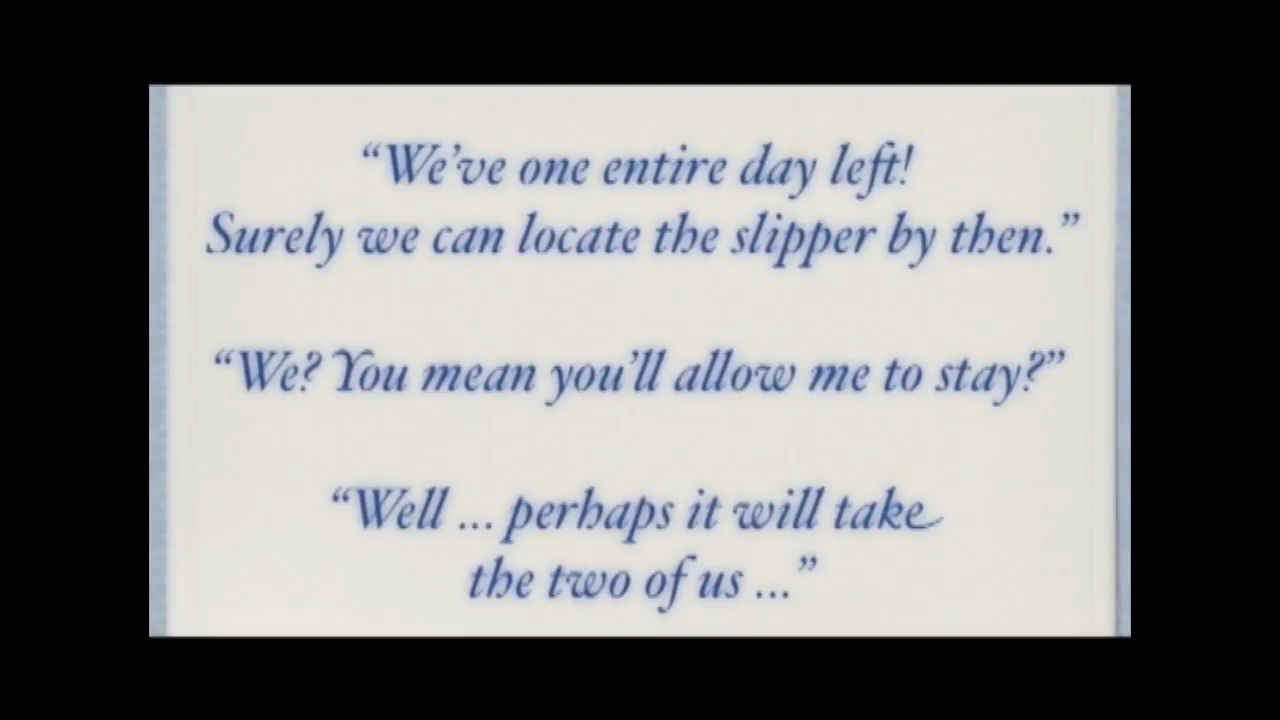 “We’ve one entire day left!
Surely we can locate the slipper by then.”
“We? You mean you’ll allow me to stay?”
“Well ... perhaps it will take
the two of us ...”